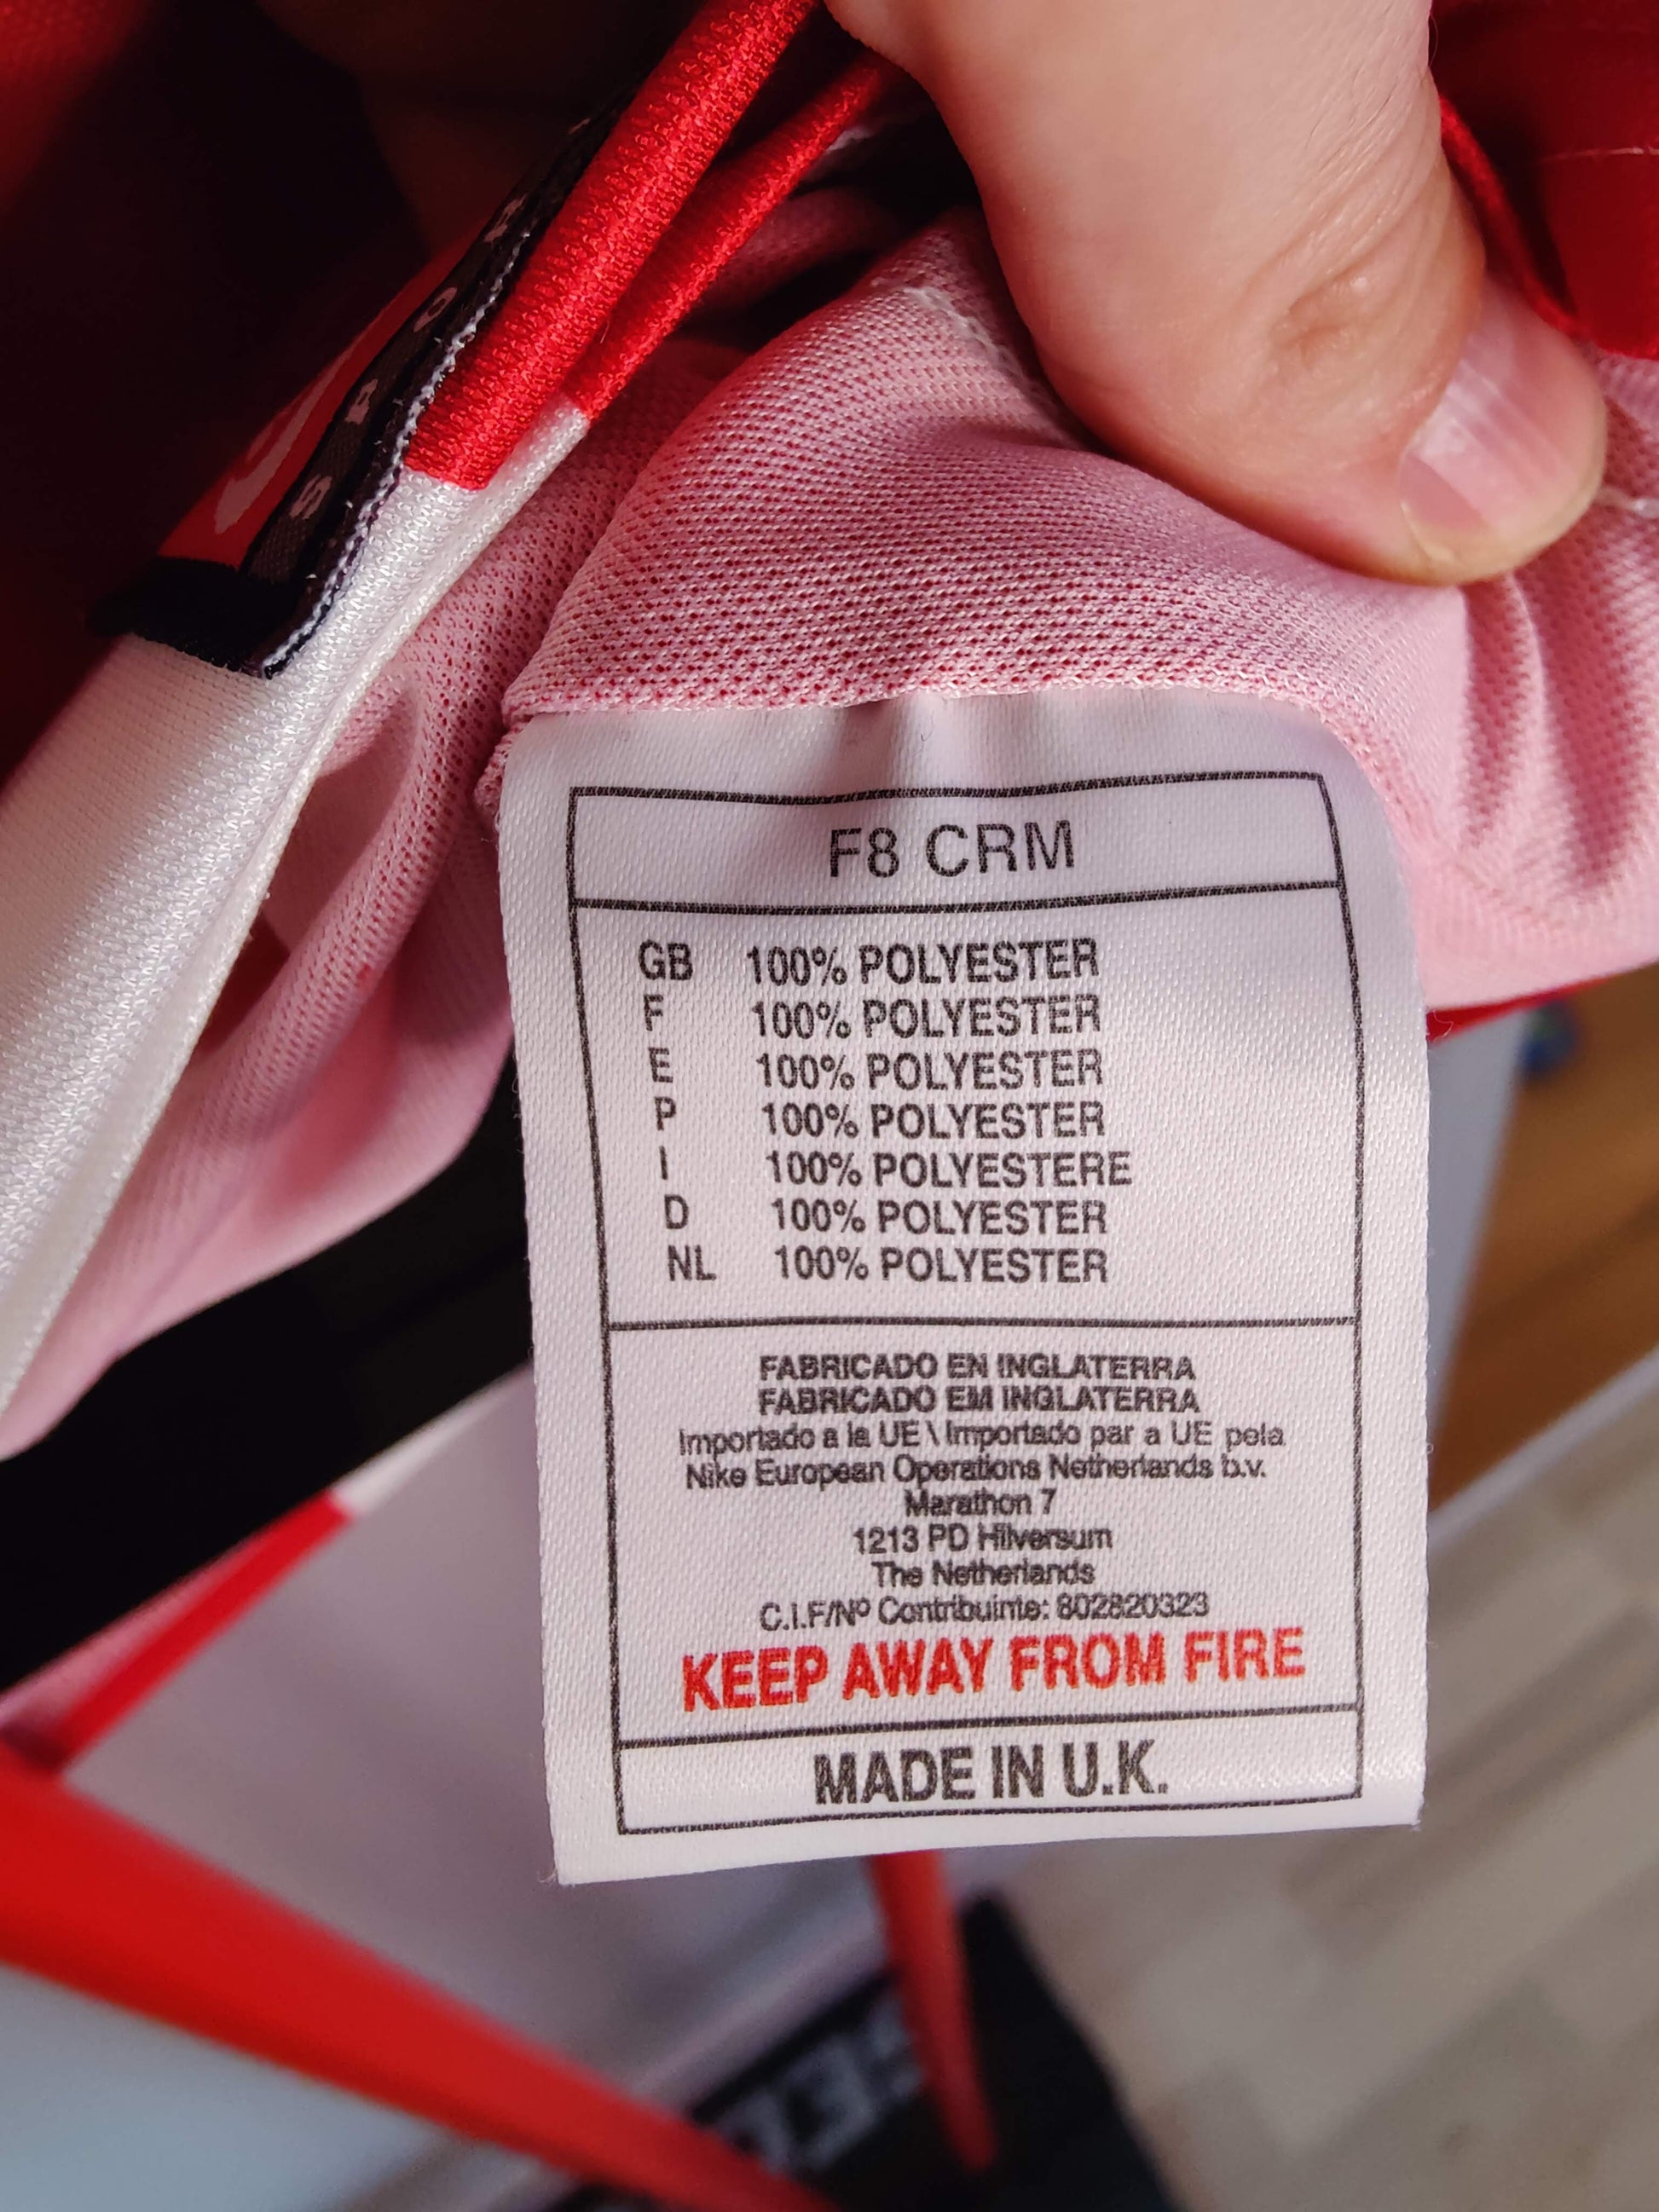 F8 CRM
GB 100% POLYESTER
F 100% POLYESTER
E 100% POLYESTER
P 100% POLYESTER
I 100% POLYESTERE
D 100% POLYESTER
NL 100% POLYESTER
FABRICADO EN INGLATERRA
FABRICADO EM INGLATERRA
Importado a la UE \ Importado par a UE pela
Nike European Operations Netherlands b.v.
Marathon 7
1213 PD Hilversum
The Netherlands
C.I.F/Nº Contribuinte: 802820323
KEEP AWAY FROM FIRE
MADE IN U.K.